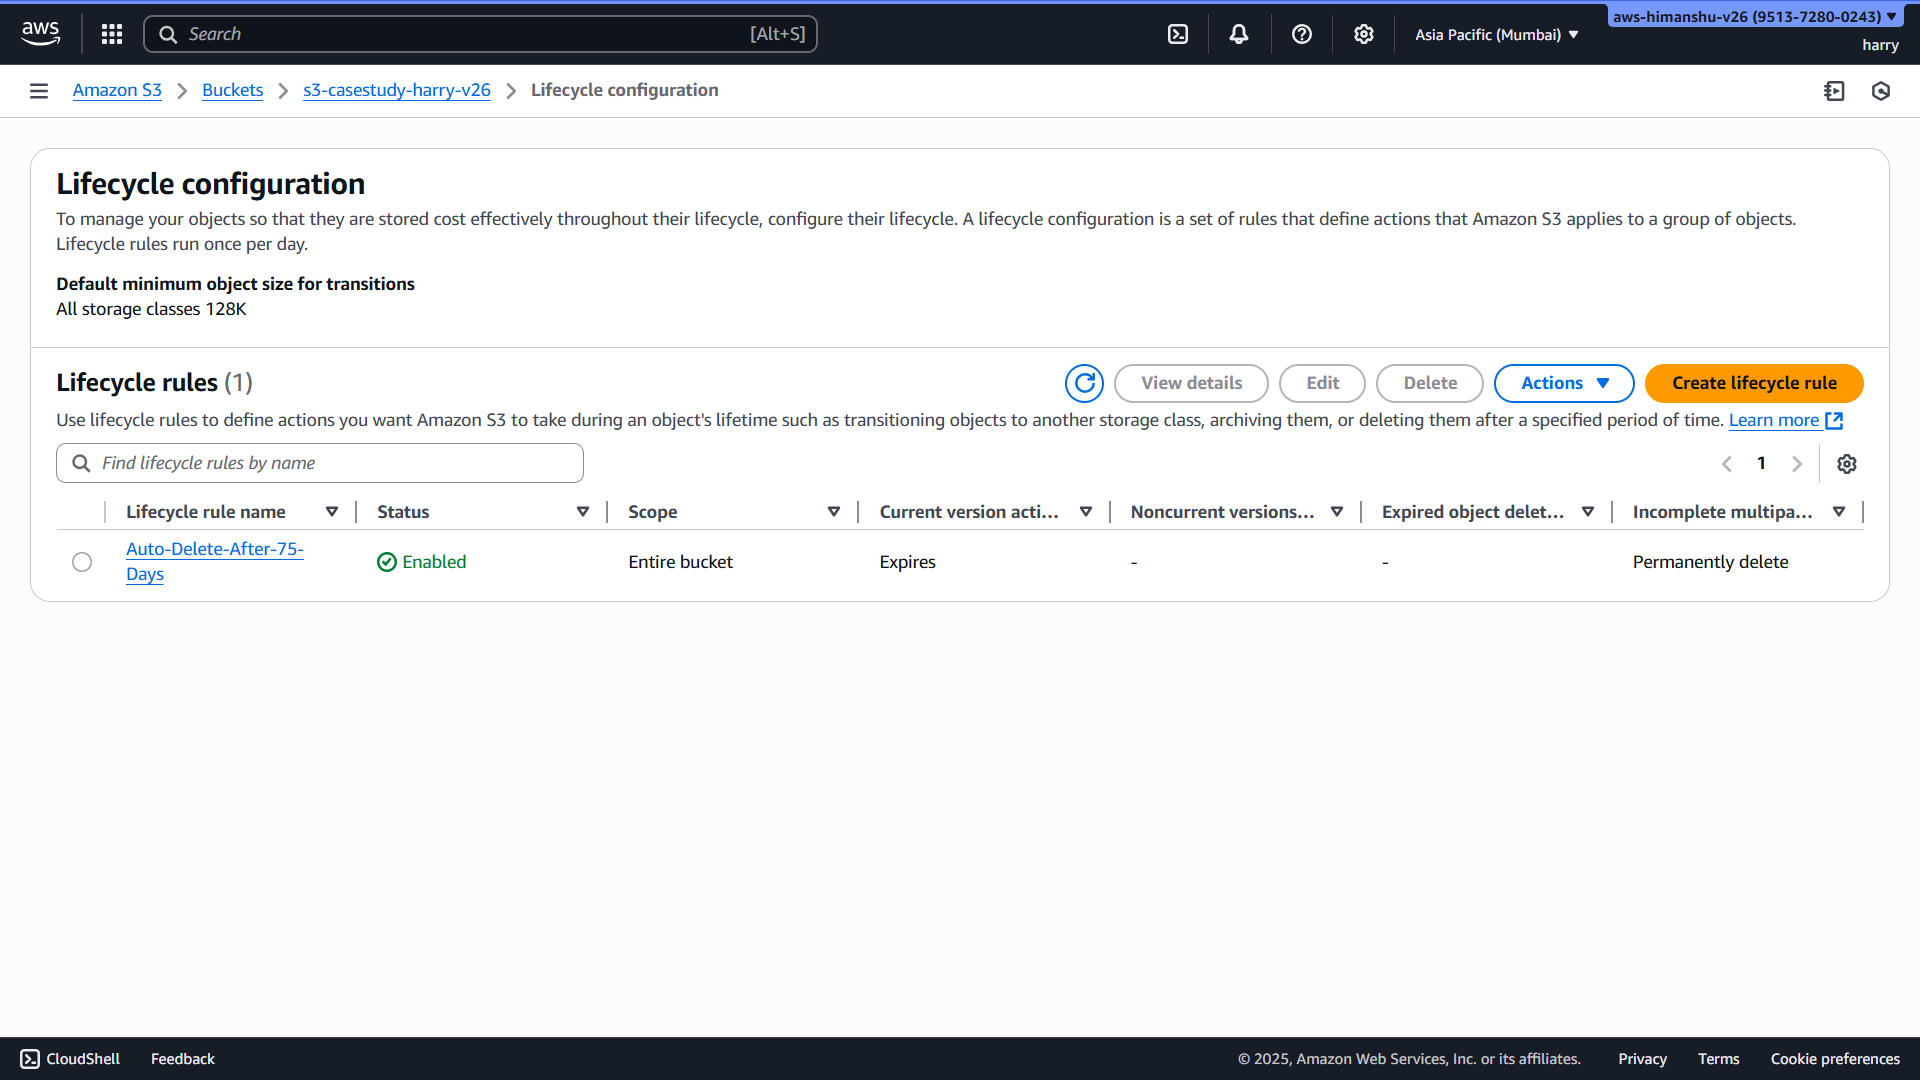 aws
Search [Alt+S]
Asia Pacific (Mumbai)
aws-himanshu-v26 (9513-7280-0243)
harry
Amazon S3 Buckets s3-casestudy-harry-v26 Lifecycle configuration
Lifecycle configuration
To manage your objects so that they are stored cost effectively throughout their lifecycle, configure their lifecycle. A lifecycle configuration is a set of rules that define actions that Amazon S3 applies to a group of objects.
Lifecycle rules run once per day.
Default minimum object size for transitions
All storage classes 128K
Lifecycle rules (1)
View details Edit Delete Actions Create lifecycle rule
Use lifecycle rules to define actions you want Amazon S3 to take during an object's lifetime such as transitioning objects to another storage class, archiving them, or deleting them after a specified period of time. Learn more
Find lifecycle rules by name
1
Lifecycle rule name Status Scope Current version acti... Noncurrent versions... Expired object delet... Incomplete multipa...
Auto-Delete-After-75-
Days
Enabled Entire bucket Expires - - Permanently delete
CloudShell Feedback © 2025, Amazon Web Services, Inc. or its affiliates. Privacy Terms Cookie preferences